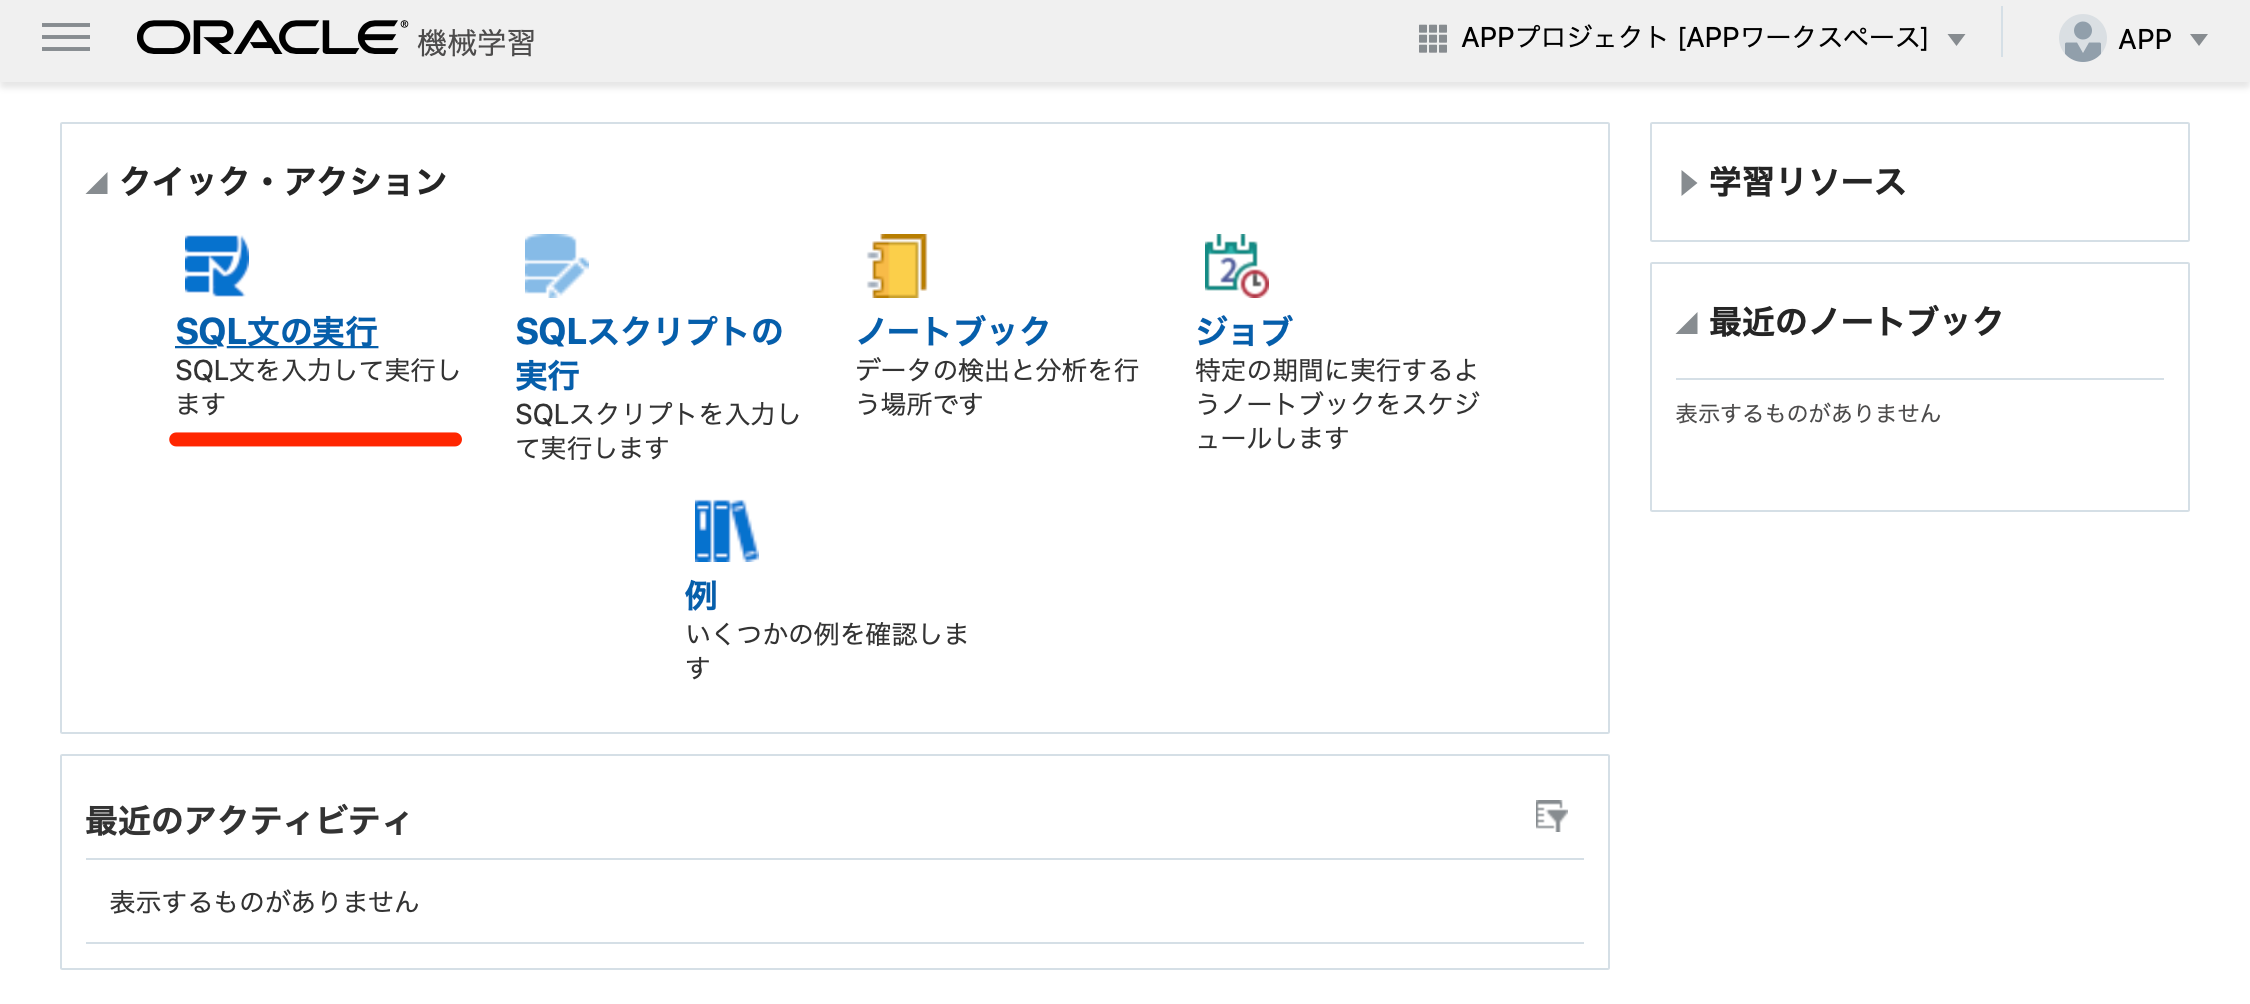 ORACLE® 機械学習
APPプロジェクト [APPワークスペース]
APP
クイック・アクション
SQL文の実行
SQL文を入力して実行し
ます
SQLスクリプトの
実行
SQLスクリプトを入力し
て実行します
ノートブック
データの検出と分析を行
う場所です
2
ジョブ
特定の期間に実行するよ
うノートブックをスケジ
ュールします
例
いくつかの例を確認しま
す
最近のアクティビティ
表示するものがありません
学習リソース
最近のノートブック
表示するものがありません